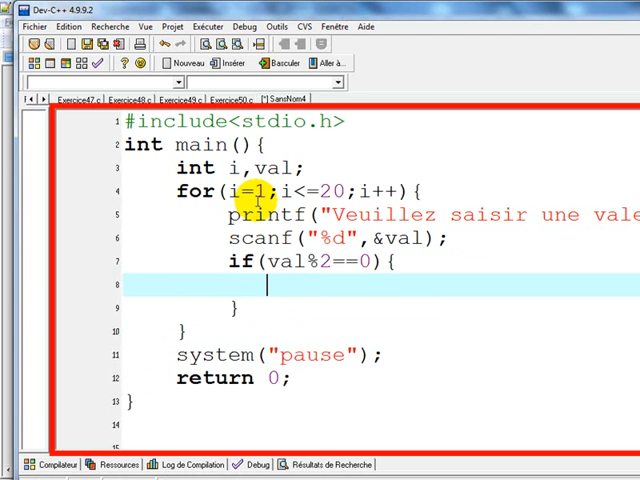 Dev-C++ 4.9.9.2
Fichier Edition Recherche Vue Projet Exécuter Debug Outils CVS Fenêtre Aide
Nouveau Insérer Basculer Aller à...
Exercice47.c Exercice48.c Exercice49.c Exercice50.c [*] SansNom4
1 #include<stdio.h>
2 int main(){
3 int i,val;
4 for(i=1;i<=20;i++){
5 printf("Veuillez saisir une vale
6 scanf("%d",&val);
7 if(val%2==0){
8
9 }
10 }
11 system("pause");
12 return 0;
13 }
14
15
Compilateur Ressources Log de Compilation Debug Résultats de Recherche